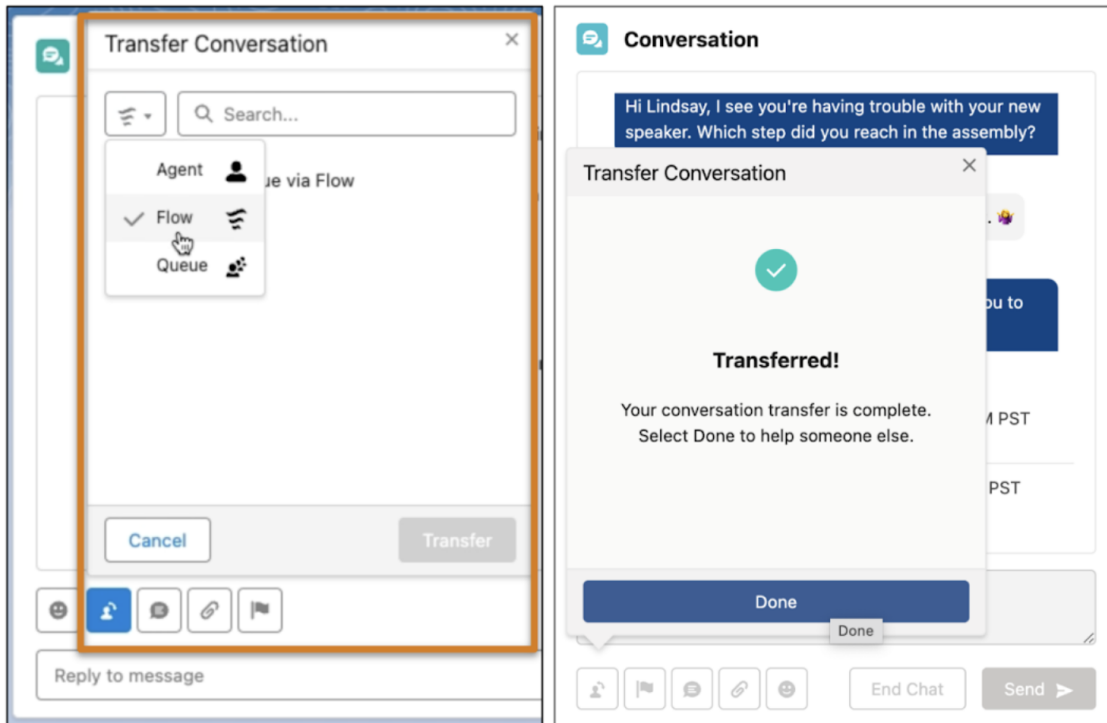 Transfer Conversation
Search...
Agent
ue via Flow
Flow
Queue
Cancel
Transfer
Reply to message
Conversation
Hi Lindsay, I see you're having trouble with your new
speaker. Which step did you reach in the assembly?
Transfer Conversation
. 🤷‍♀️
ou to
Transferred!
Your conversation transfer is complete.
Select Done to help someone else.
M PST
PST
Done
Done
End Chat
Send